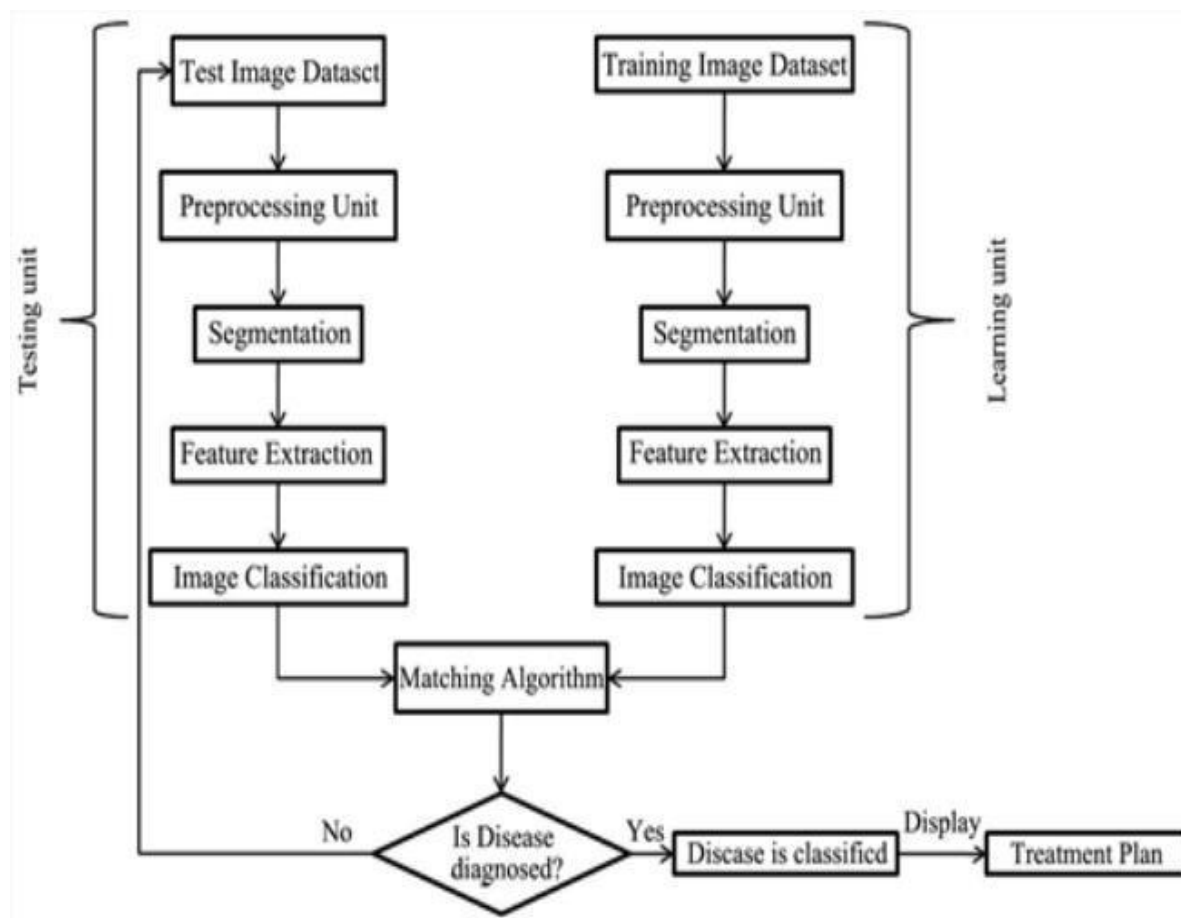 Test Image Datasct
Training Image Dataset
Preprocessing Unit
Preprocessing Unit
Testing unit
Learning unit
Segmentation
Segmentation
Feature Extraction
Feature Extraction
Image Classification
Image Classification
Matching Algorithm
No
Is Disease
diagnosed?
Yes
Disease is classificd
Display
Treatment Plan